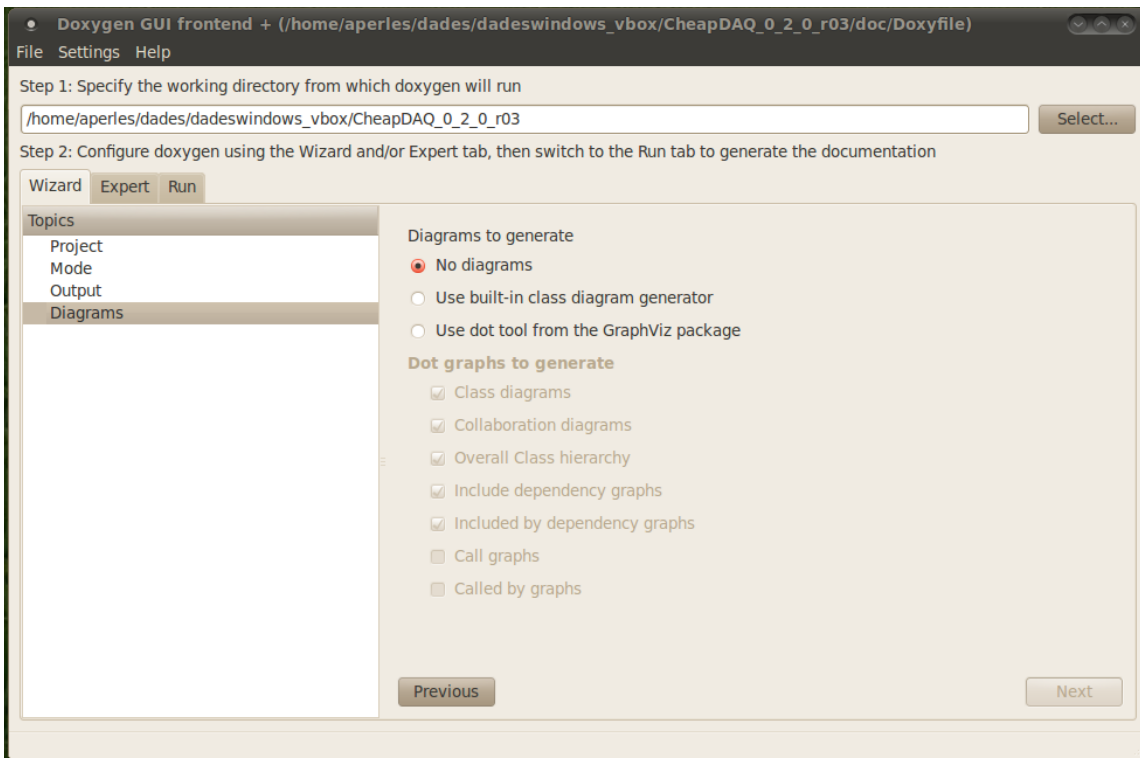 Doxygen GUI frontend + (/home/aperles/dades/dadeswindows_vbox/CheapDAQ_0_2_0_r03/doc/Doxyfile)
File Settings Help
Step 1: Specify the working directory from which doxygen will run
/home/aperles/dades/dadeswindows_vbox/CheapDAQ_0_2_0_r03
Select...
Step 2: Configure doxygen using the Wizard and/or Expert tab, then switch to the Run tab to generate the documentation
Wizard Expert Run
Topics
Project
Mode
Output
Diagrams
Diagrams to generate
No diagrams
Use built-in class diagram generator
Use dot tool from the GraphViz package
Dot graphs to generate
Class diagrams
Collaboration diagrams
Overall Class hierarchy
Include dependency graphs
Included by dependency graphs
Call graphs
Called by graphs
Previous
Next